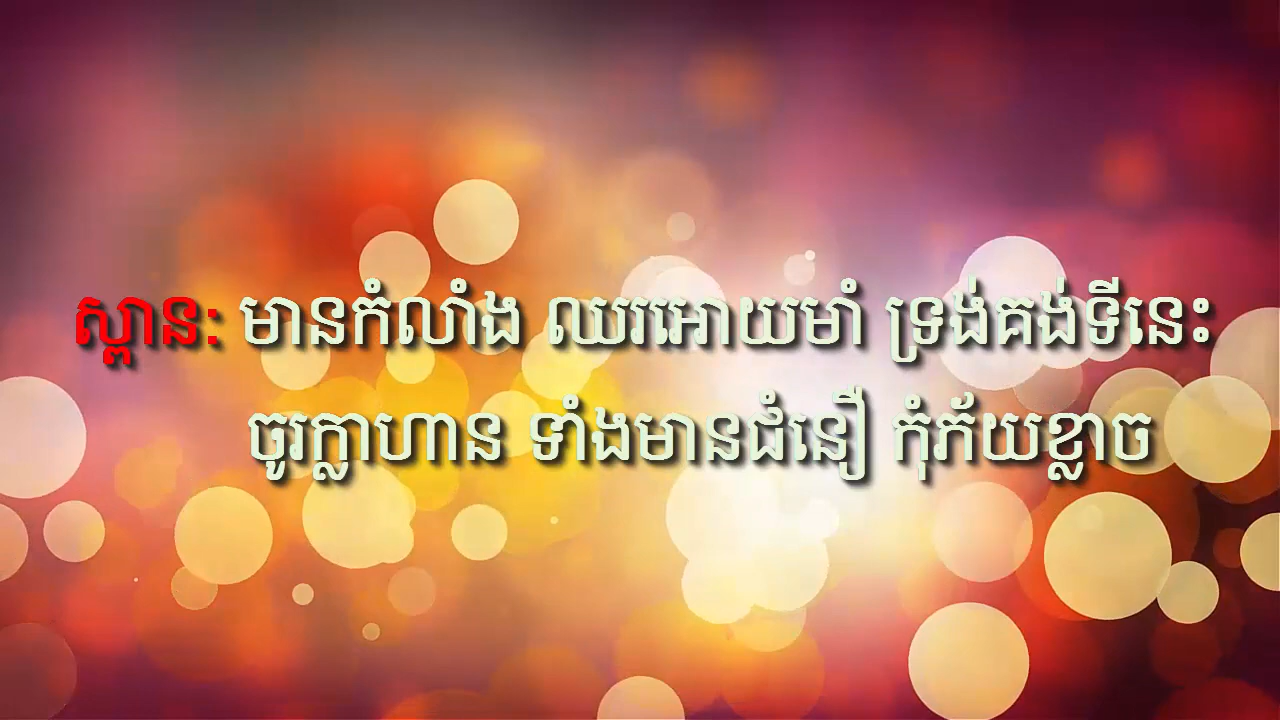 ស្ពាន: មានកំលាំង ឈរអោយមាំ ទ្រង់គង់ទីនេះ
ចូរក្លាហាន ទាំងមានជំនឿ កុំភ័យខ្លាច